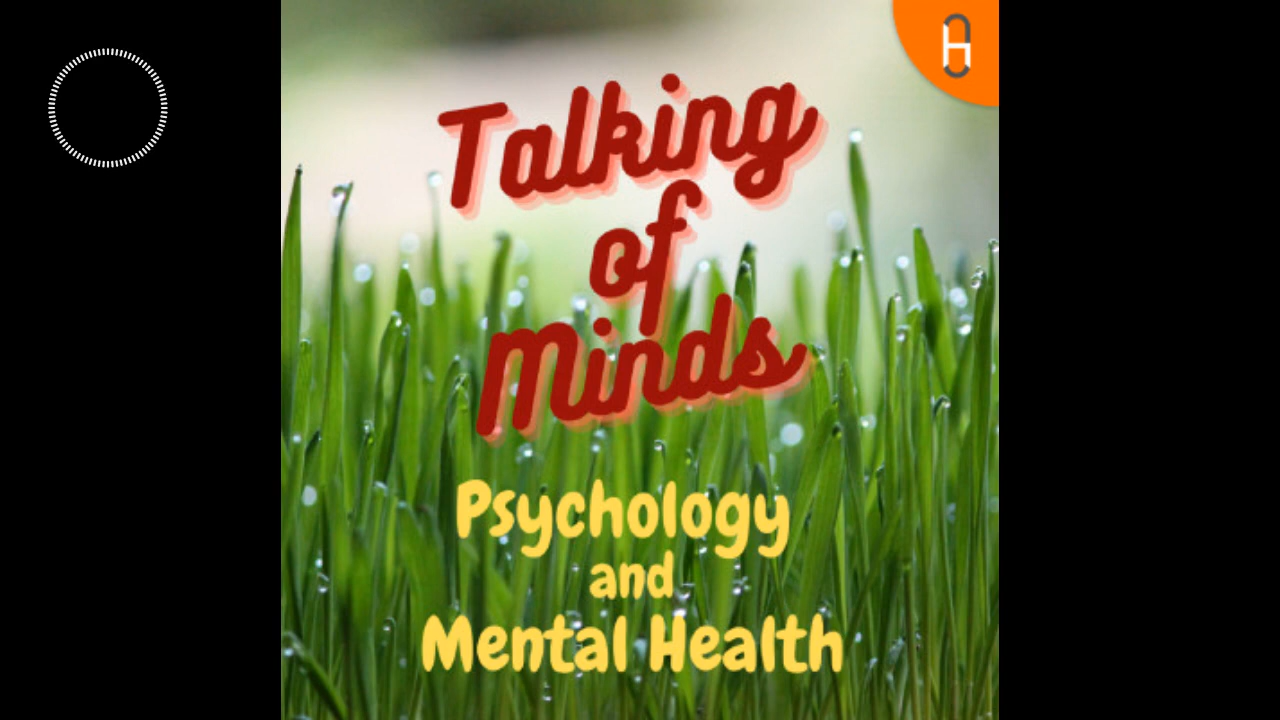 Talking
of
Minds
Psychology
and
Mental Health